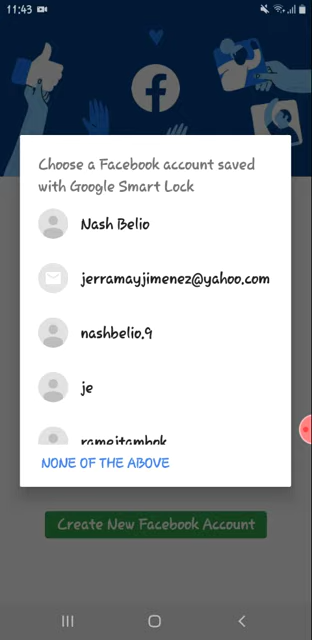 11:43
Choose a Facebook account saved
with Google Smart Lock
Nash Belio
jerramayjimenez@yahoo.com
nashbelio.9
je
ramejtambok
NONE OF THE ABOVE
Create New Facebook Account